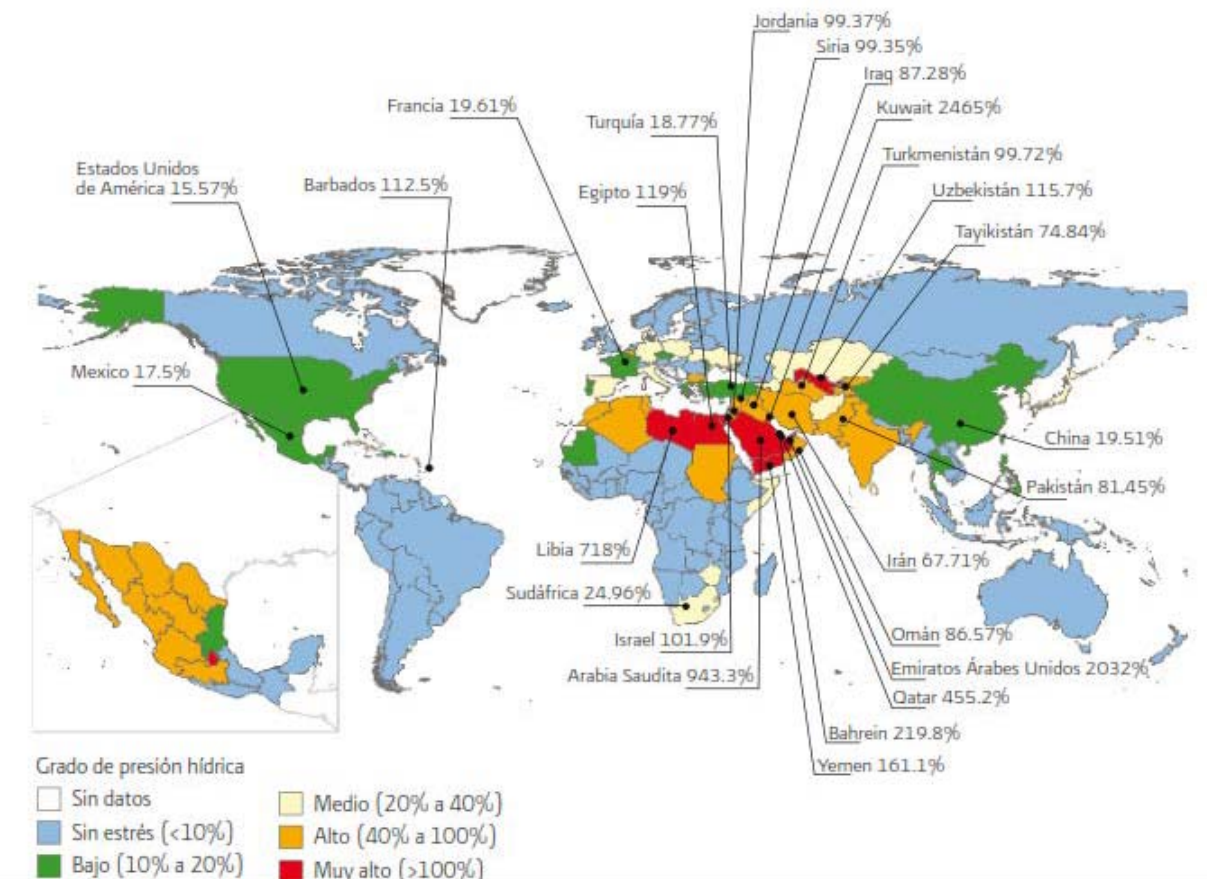 Jordania 99.37%
Siria 99.35%
Iraq 87.28%
Kuwait 2465%
Francia 19.61%
Turquía 18.77%
Turkmenistán 99.72%
Estados Unidos
de América 15.57%
Barbados 112.5%
Egipto 119%
Uzbekistán 115.7%
Tayikistán 74.84%
Mexico 17.5%
China 19.51%
Pakistán 81.45%
Libia 718%
Irán 67.71%
Sudáfrica 24.96%
Israel 101.9%
Omán 86.57%
Arabia Saudita 943.3%
Emiratos Árabes Unidos 2032%
Qatar 455.2%
Bahrein 219.8%
Yemen 161.1%
Grado de presión hídrica
Sin datos
Sin estrés (<10%)
Bajo (10% a 20%)
Medio (20% a 40%)
Alto (40% a 100%)
Muy alto (>100%)